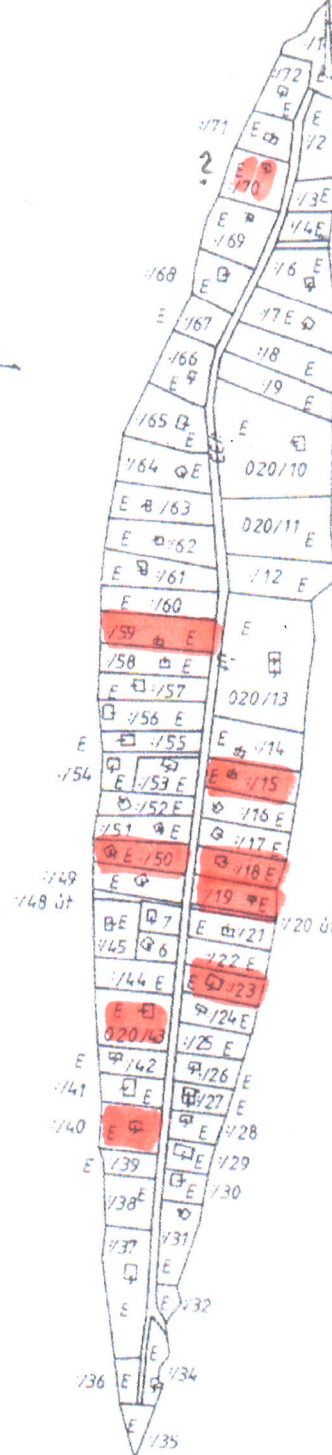 :/1
:/72 E
E
E
:/2
:/71 E
?
E :/70
:/3 E
:/4 E
E
:/69
E
:/6
:/68 E
:/7 E
E :/67
:/8 E
:/66
E
:/9 E
:/65
E
E
:/64 E
020/10
E :/63
020/11
E
E :/62
E :/61
:/12 E
E :/60
E
:/59 E
:/58 E
E :/57
020/13
:/56 E
E
E :/55
:/14
:/54 E :/53
E :/15
:/52 E
:/16 E
:/51 E
:/17 E
E :/50
:/18 E
:/49 E
:/19 E
:/48 út
:/20 út
E
7
:/21 E
:/45
6
:/22 E
:/44 E
E :/23
E
020/43
:/24 E
:/25 E
E :/42
:/26 E
:/41 E
:/27 E
:/40 E
:/28 E
E :/39
:/29 E
E :/30
:/38 E
:/31
:/37
E
E
E :/32
E
:/34
:/36 E
E :/35